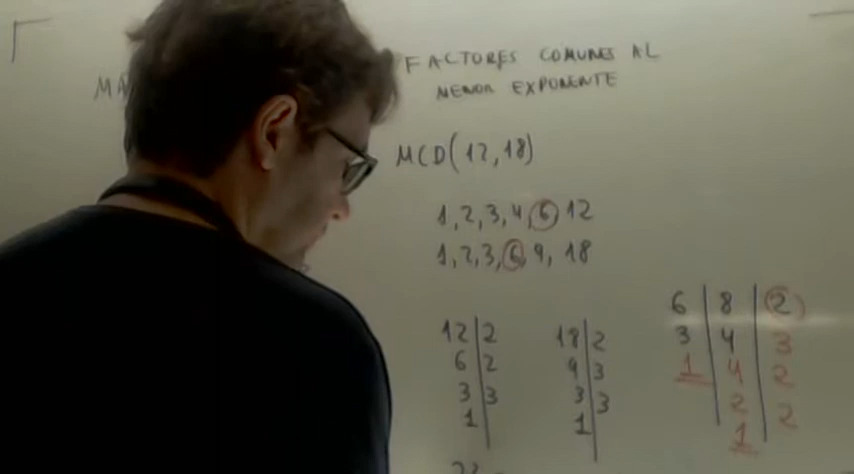 FACTORES COMUNES AL
MENOR EXPONENTE
MCD(12,18)
1,2,3,4,6 12
1,2,3,6 9, 18
12 2
6 2
3 3
1
18 2
9 3
3 3
1
6 8 2
3 4 3
1 4 2
2 2
1